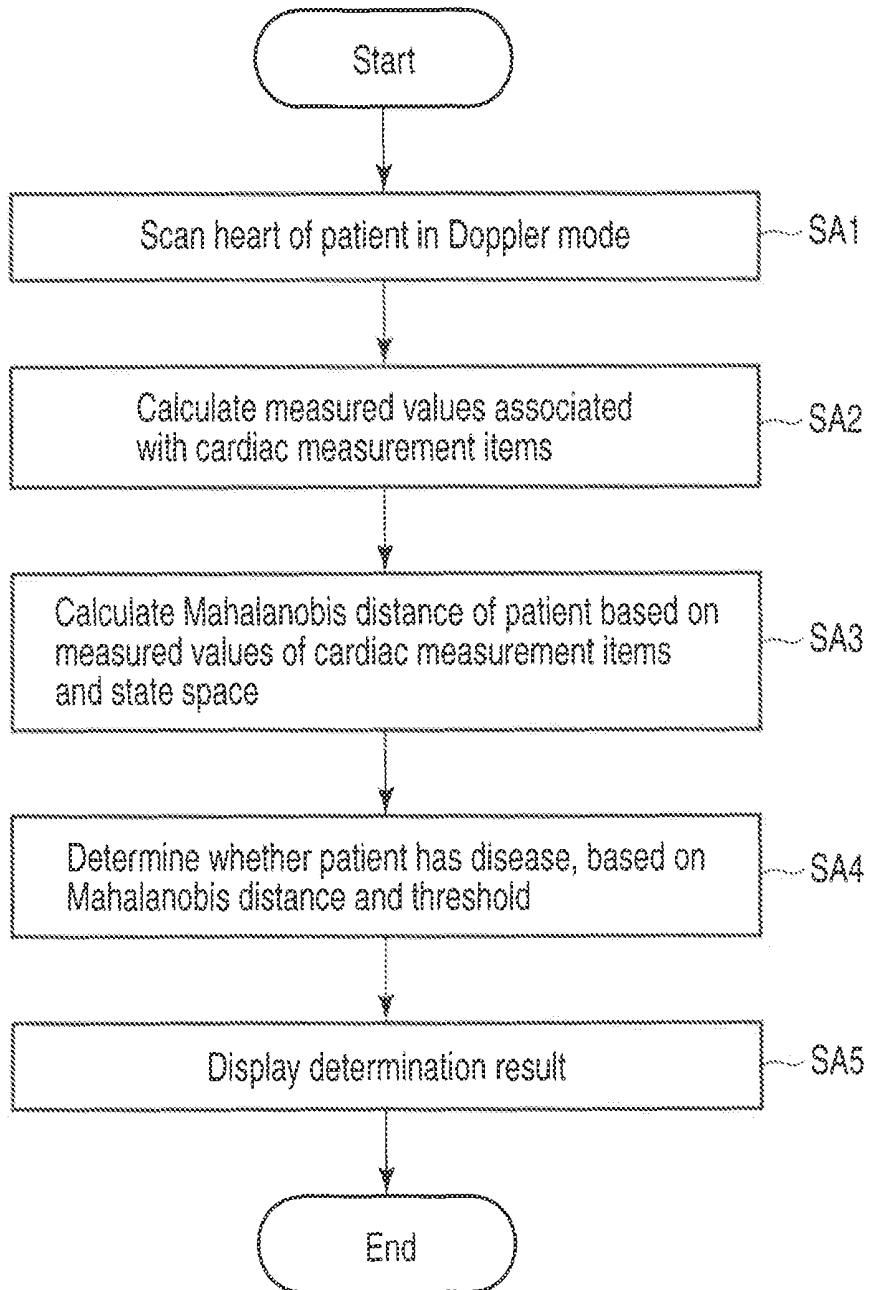 Start
Scan heart of patient in Doppler mode
SA1
Calculate measured values associated
with cardiac measurement items
SA2
Calculate Mahalanobis distance of patient based on
measured values of cardiac measurement items
and state space
SA3
Determine whether patient has disease, based on
Mahalanobis distance and threshold
SA4
Display determination result
SA5
End